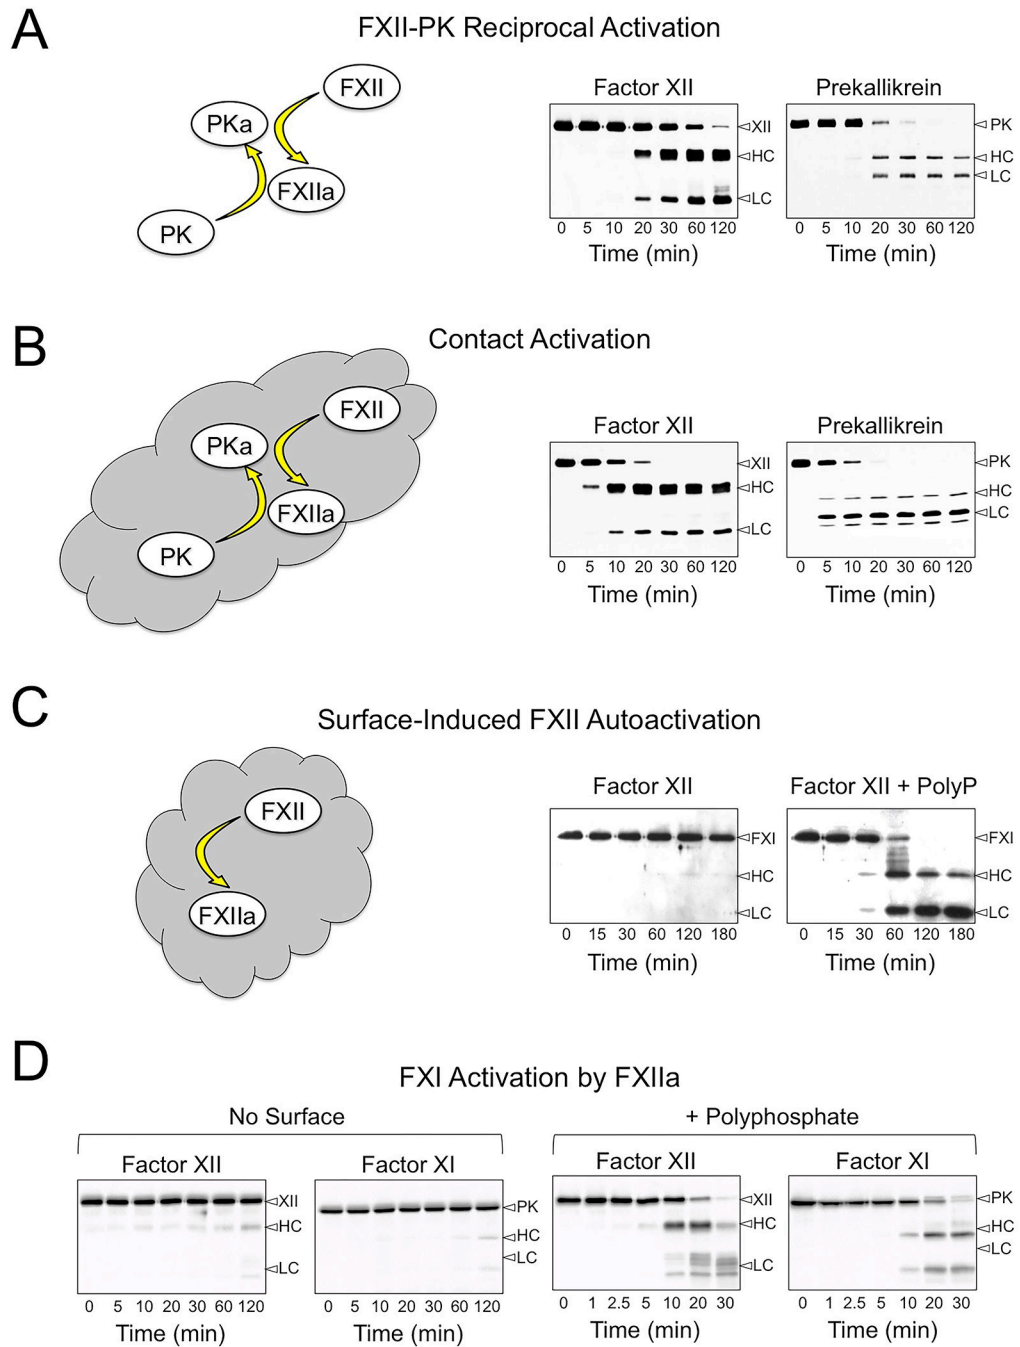 A
FXII-PK Reciprocal Activation
FXII
PKa
FXIIa
PK
Factor XII
XII
HC
LC
0 5 10 20 30 60 120
Time (min)
Prekallikrein
PK
HC
LC
0 5 10 20 30 60 120
Time (min)
B
Contact Activation
FXII
PKa
FXIIa
PK
Factor XII
XII
HC
LC
0 5 10 20 30 60 120
Time (min)
Prekallikrein
PK
HC
LC
0 5 10 20 30 60 120
Time (min)
C
Surface-Induced FXII Autoactivation
FXII
FXIIa
Factor XII
FXI
HC
LC
0 15 30 60 120 180
Time (min)
Factor XII + PolyP
FXI
HC
LC
0 15 30 60 120 180
Time (min)
D
FXI Activation by FXIIa
No Surface
Factor XII
XII
HC
LC
0 5 10 20 30 60 120
Time (min)
Factor XI
PK
HC
LC
0 5 10 20 30 60 120
Time (min)
+ Polyphosphate
Factor XII
XII
HC
LC
0 1 2.5 5 10 20 30
Time (min)
Factor XI
PK
HC
LC
0 1 2.5 5 10 20 30
Time (min)